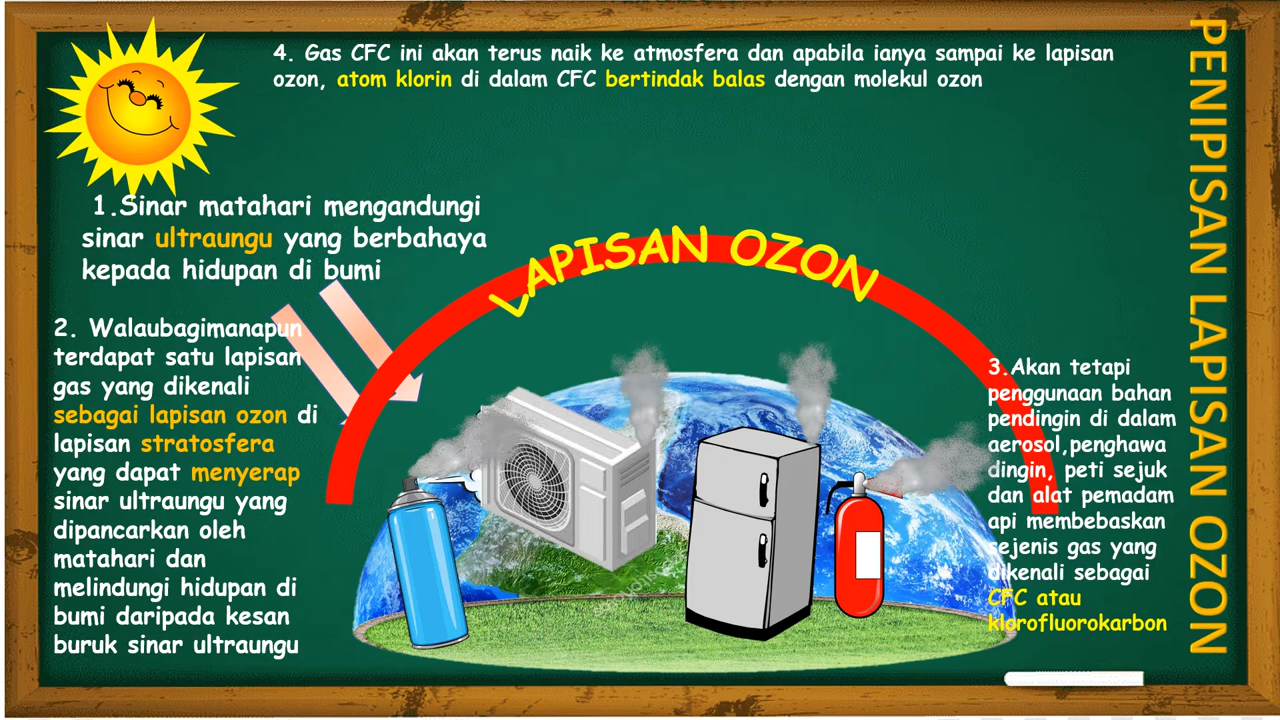 4. Gas CFC ini akan terus naik ke atmosfera dan apabila ianya sampai ke lapisan
ozon, atom klorin di dalam CFC bertindak balas dengan molekul ozon
1.Sinar matahari mengandungi
sinar ultraungu yang berbahaya
kepada hidupan di bumi
2. Walaubagimanapun
terdapat satu lapisan
gas yang dikenali
sebagai lapisan ozon di
lapisan stratosfera
yang dapat menyerap
sinar ultraungu yang
dipancarkan oleh
matahari dan
melindungi hidupan di
bumi daripada kesan
buruk sinar ultraungu
LAPISAN OZON
3.Akan tetapi
penggunaan bahan
pendingin di dalam
aerosol,penghawa
dingin, peti sejuk
dan alat pemadam
api membebaskan
sejenis gas yang
dikenali sebagai
CFC atau
klorofluorokarbon
PENIPISAN LAPISAN OZON